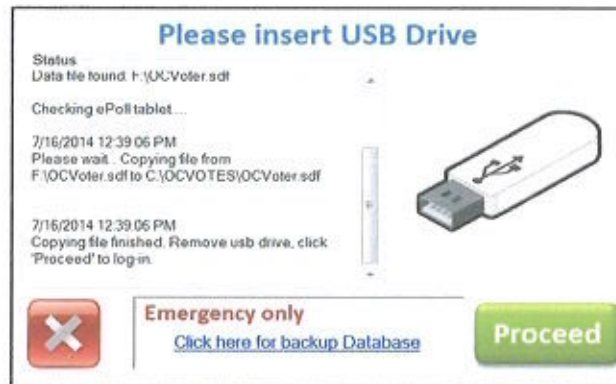 Please insert USB Drive
Status
Data file found. F:\OCVoter.sdf
Checking ePoll tablet....
7/16/2014 12:39:06 PM
Please wait... Copying file from
F:\OCVoter.sdf to C:\OCVOTES\OCVoter.sdf
7/16/2014 12:39:06 PM
Copying file finished. Remove usb drive, click
'Proceed' to log-in.
Emergency only
Click here for backup Database
Proceed